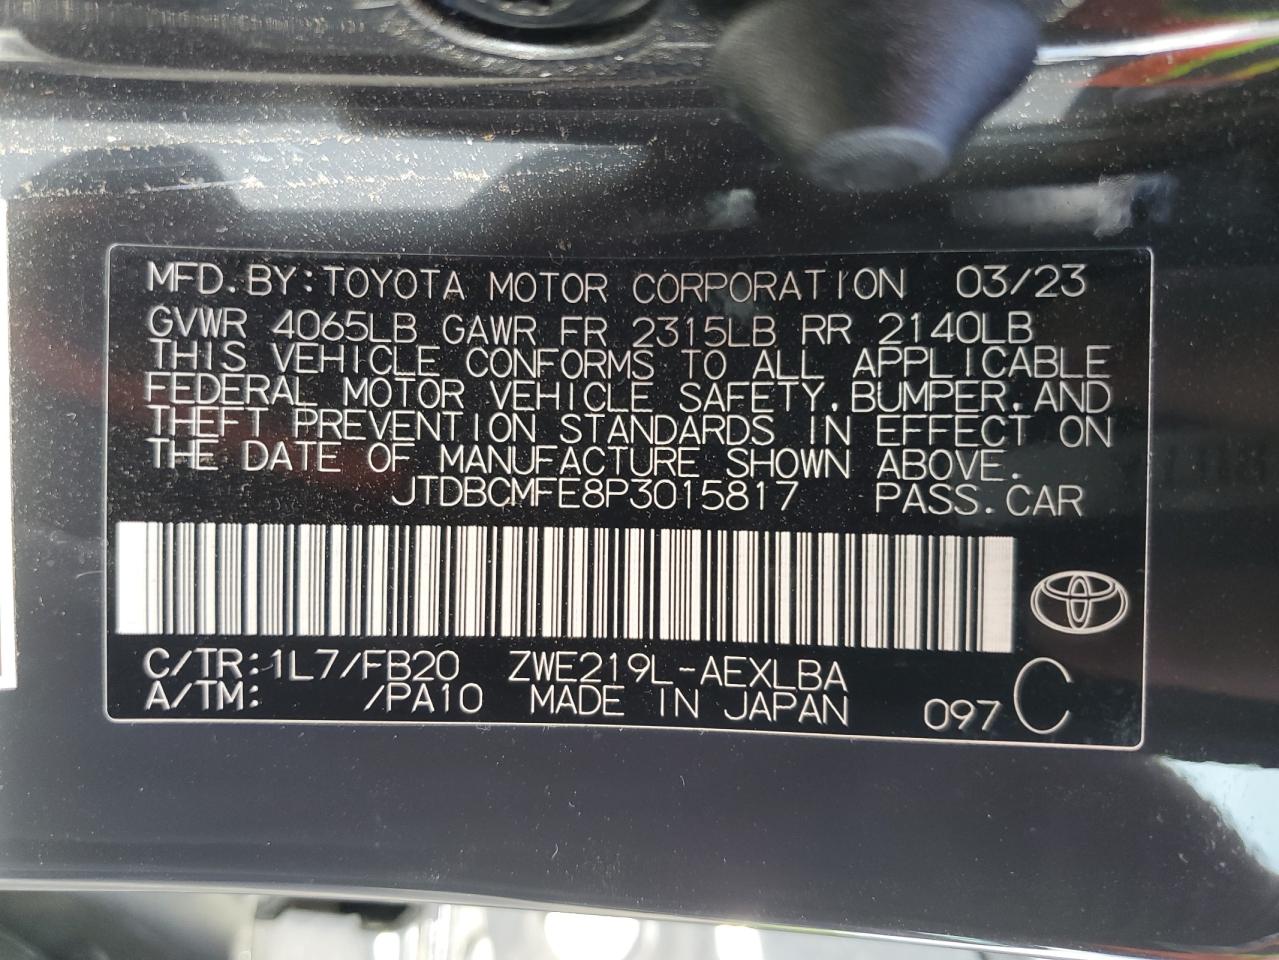 MFD.BY:TOYOTA MOTOR CORPORATION 03/23
GVWR 4065LB GAWR FR 2315LB RR 2140LB
THIS VEHICLE CONFORMS TO ALL APPLICABLE
FEDERAL MOTOR VEHICLE SAFETY,BUMPER,AND
THEFT PREVENTION STANDARDS IN EFFECT ON
THE DATE OF MANUFACTURE SHOWN ABOVE.
JTDBCMFE8P3015817 PASS.CAR
C/TR:1L7/FB20 ZWE219L-AEXLBA
A/TM: /PA10 MADE IN JAPAN 097 C